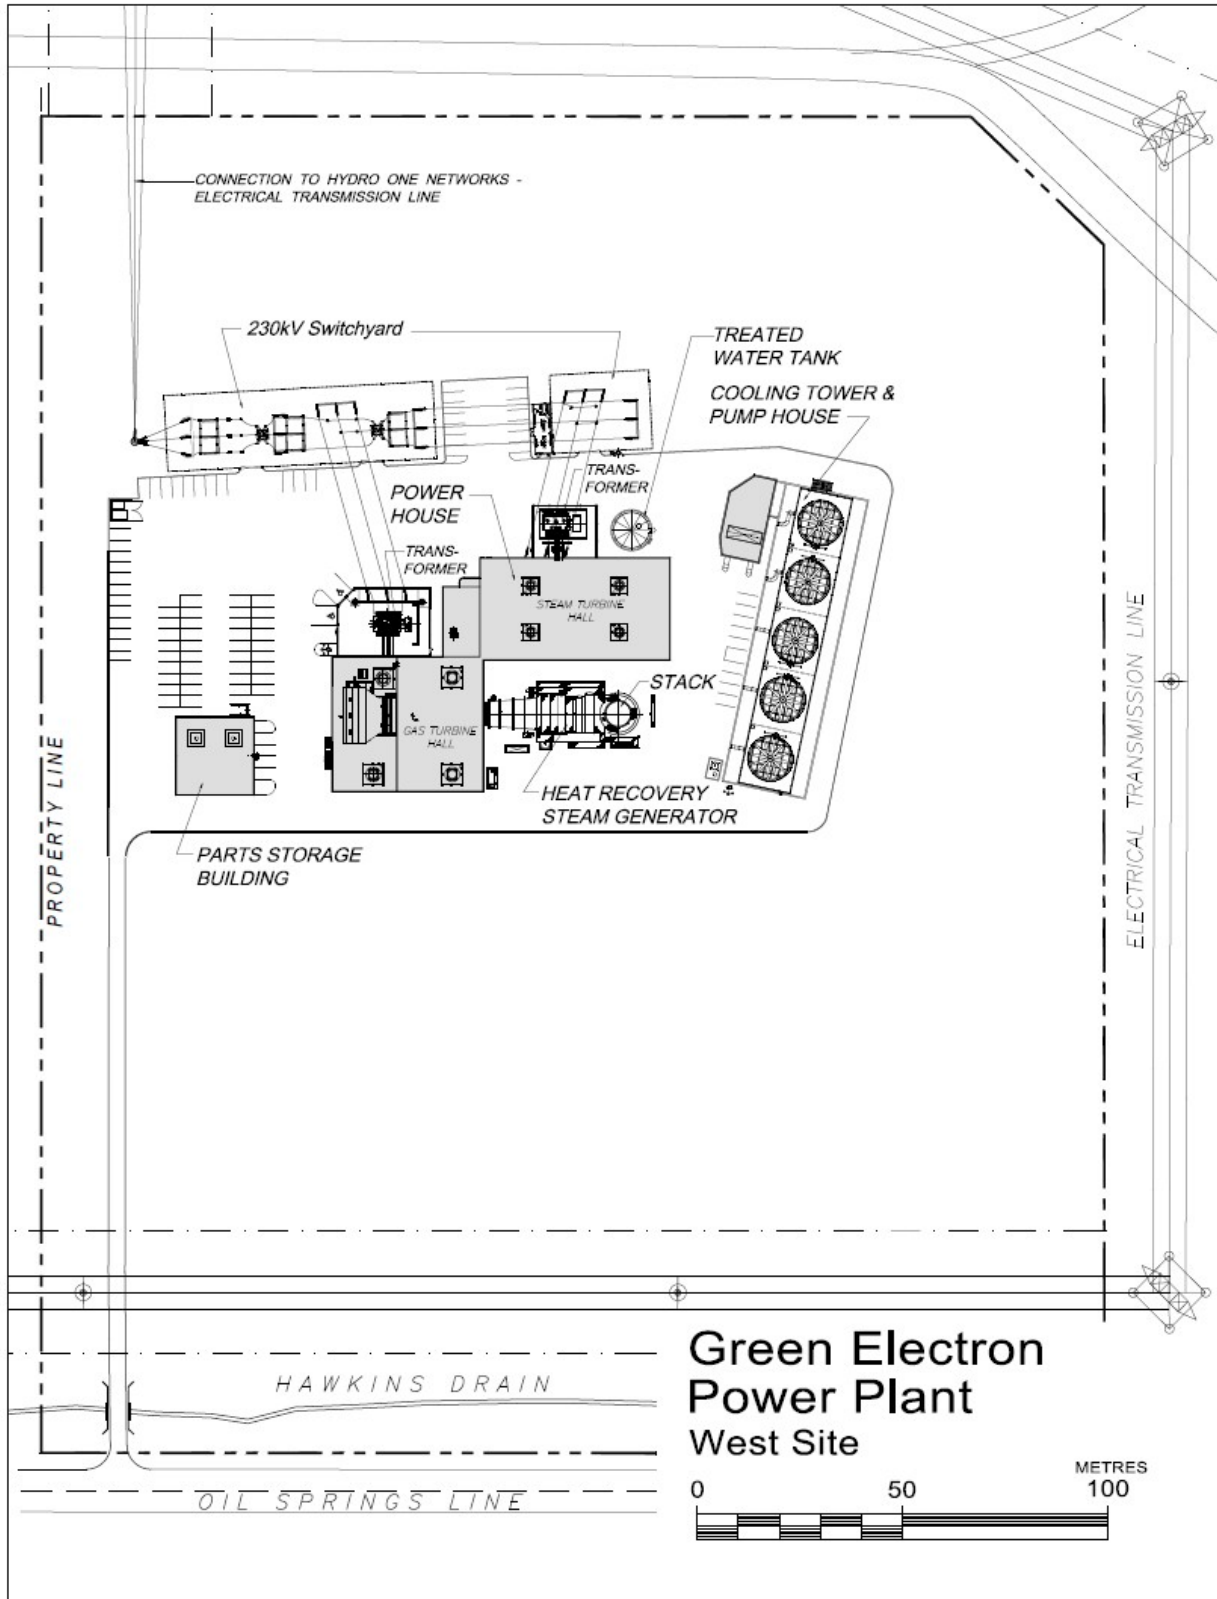 CONNECTION TO HYDRO ONE NETWORKS -
ELECTRICAL TRANSMISSION LINE
230kV Switchyard
TREATED
WATER TANK
COOLING TOWER &
PUMP HOUSE
TRANS-
FORMER
POWER
HOUSE
TRANS-
FORMER
STEAM TURBINE
HALL
STACK
GAS TURBINE
HALL
HEAT RECOVERY
STEAM GENERATOR
PARTS STORAGE
BUILDING
PROPERTY LINE
ELECTRICAL TRANSMISSION LINE
HAWKINS DRAIN
OIL SPRINGS LINE
Green Electron
Power Plant
West Site
METRES
0 50 100